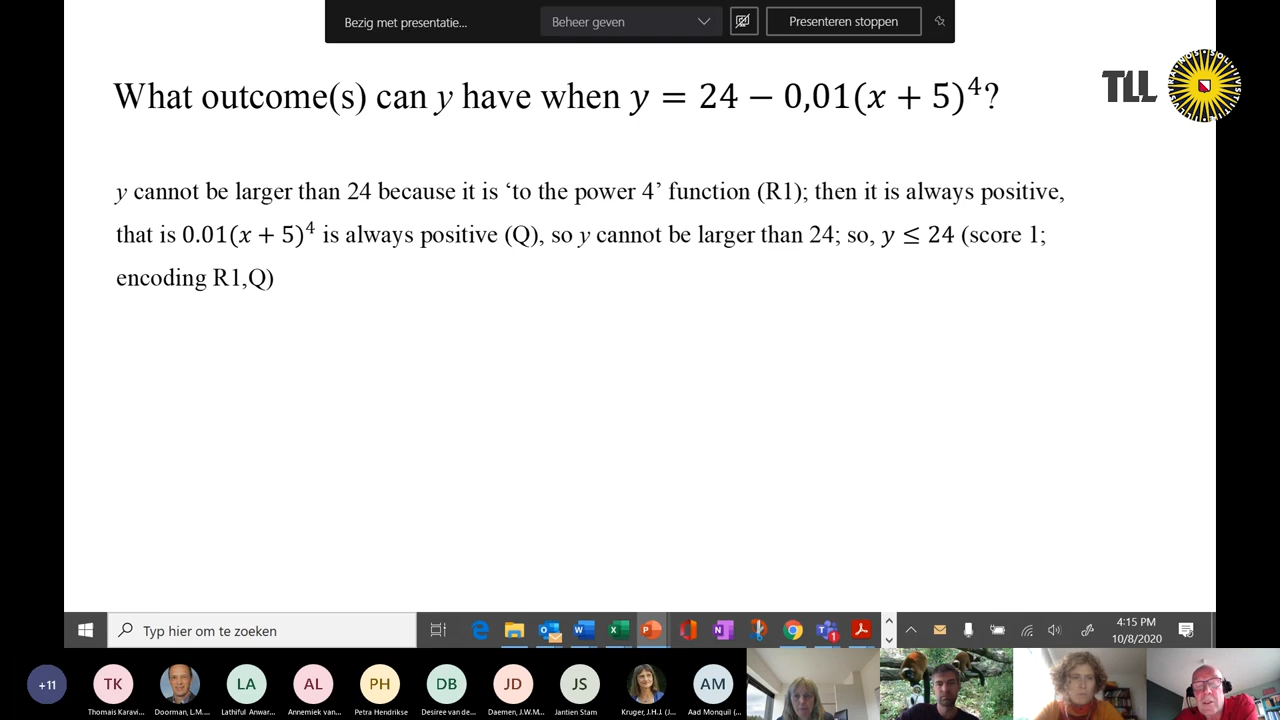 Bezig met presentatie...
Beheer geven
Presenteren stoppen
What outcome(s) can y have when y = 24 − 0,01(x + 5)⁴?
TLL
y cannot be larger than 24 because it is ‘to the power 4’ function (R1); then it is always positive,
that is 0.01(x + 5)⁴ is always positive (Q), so y cannot be larger than 24; so, y ≤ 24 (score 1;
encoding R1,Q)
Typ hier om te zoeken
4:15 PM
10/8/2020
+11
TK
LA
AL
PH
DB
JD
JS
AM
Thomais Karavi...
Doorman, L.M....
Lathiful Anwar...
Annemiek van...
Petra Hendrikse
Desiree van de...
Daemen, J.W.M...
Jantien Stam
Kruger, J.H.J. (J...
Aad Monquil (...